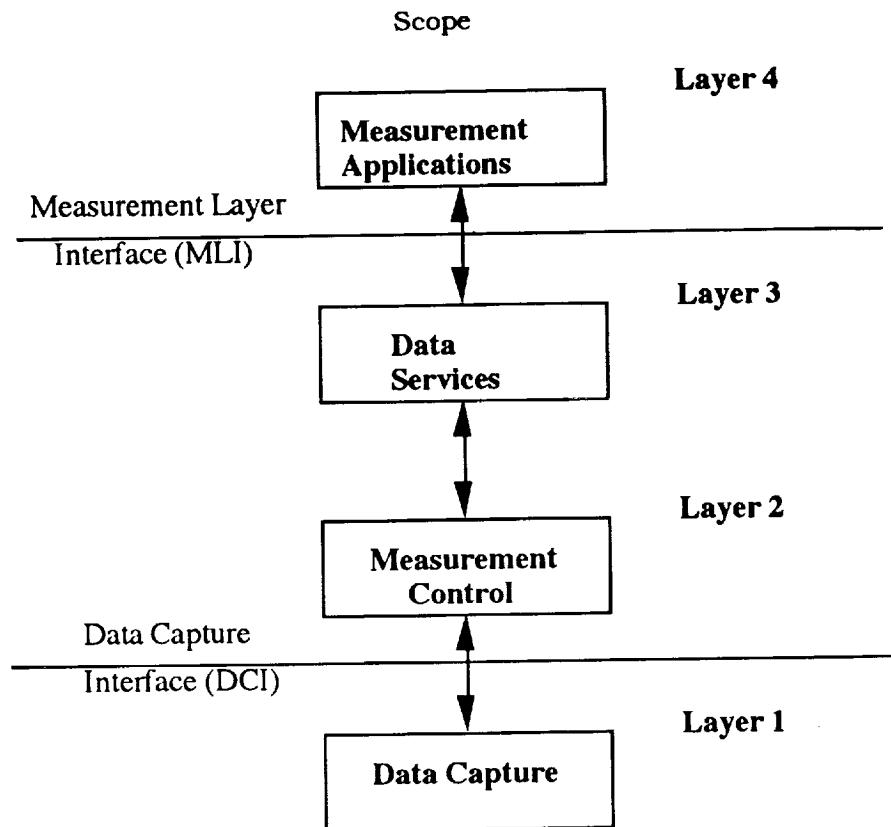 Scope
Layer 4
Measurement
Applications
Measurement Layer
Interface (MLI)
Layer 3
Data
Services
Layer 2
Measurement
Control
Data Capture
Interface (DCI)
Layer 1
Data Capture